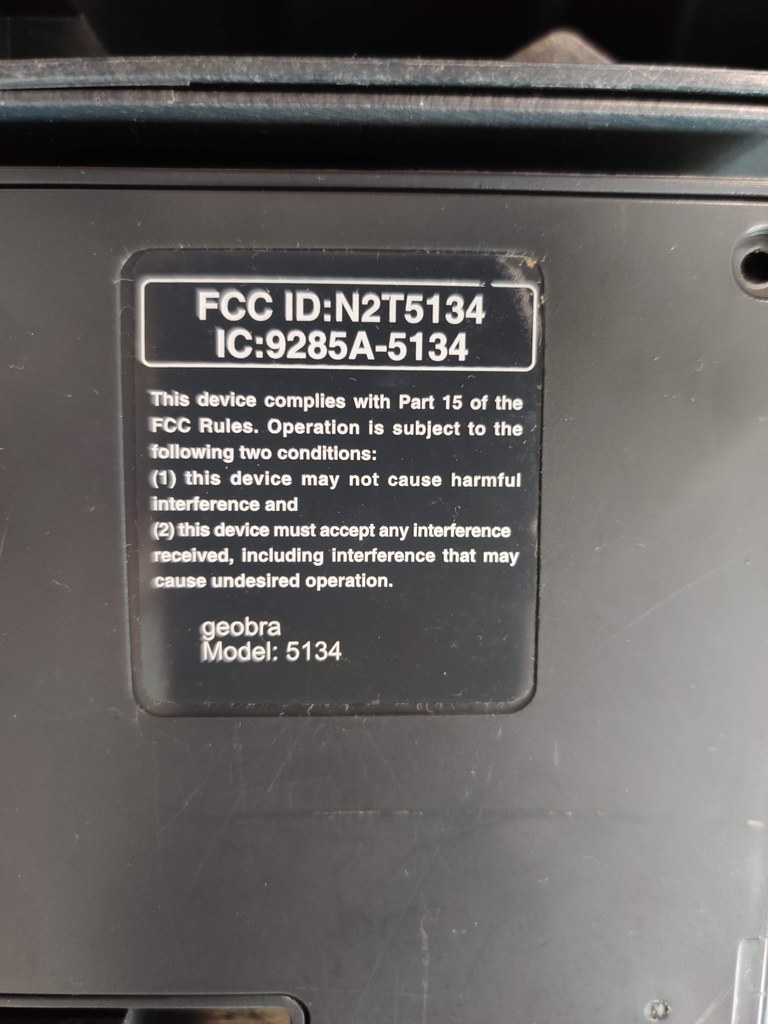 FCC ID:N2T5134
IC:9285A-5134
This device complies with Part 15 of the
FCC Rules. Operation is subject to the
following two conditions:
(1) this device may not cause harmful
interference and
(2) this device must accept any interference
received, including interference that may
cause undesired operation.
geobra
Model: 5134